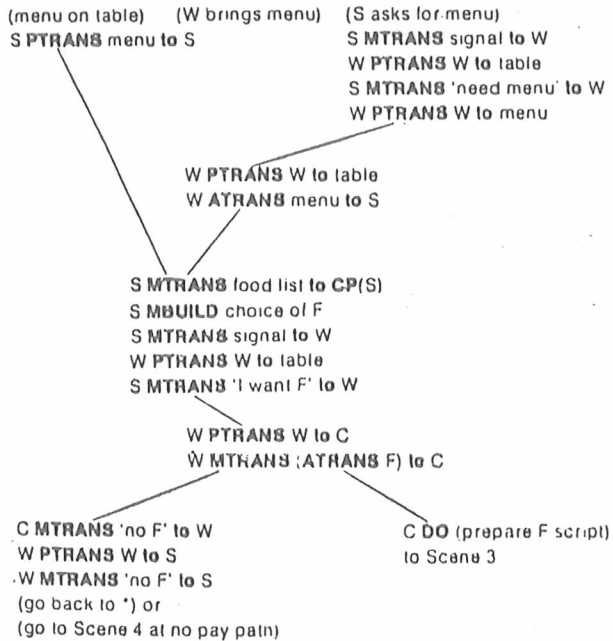 (menu on table) (W brings menu) (S asks for menu)
S PTRANS menu to S
S MTRANS signal to W
W PTRANS W to table
S MTRANS 'need menu' to W
W PTRANS W to menu
W PTRANS W to table
W ATRANS menu to S
S MTRANS food list to CP(S)
S MBUILD choice of F
S MTRANS signal to W
W PTRANS W to table
S MTRANS 'I want F' to W
W PTRANS W to C
W MTRANS (ATRANS F) to C
C MTRANS 'no F' to W
W PTRANS W to S
W MTRANS 'no F' to S
(go back to *) or
(go to Scene 4 at no pay path)
C DO (prepare F script)
to Scene 3